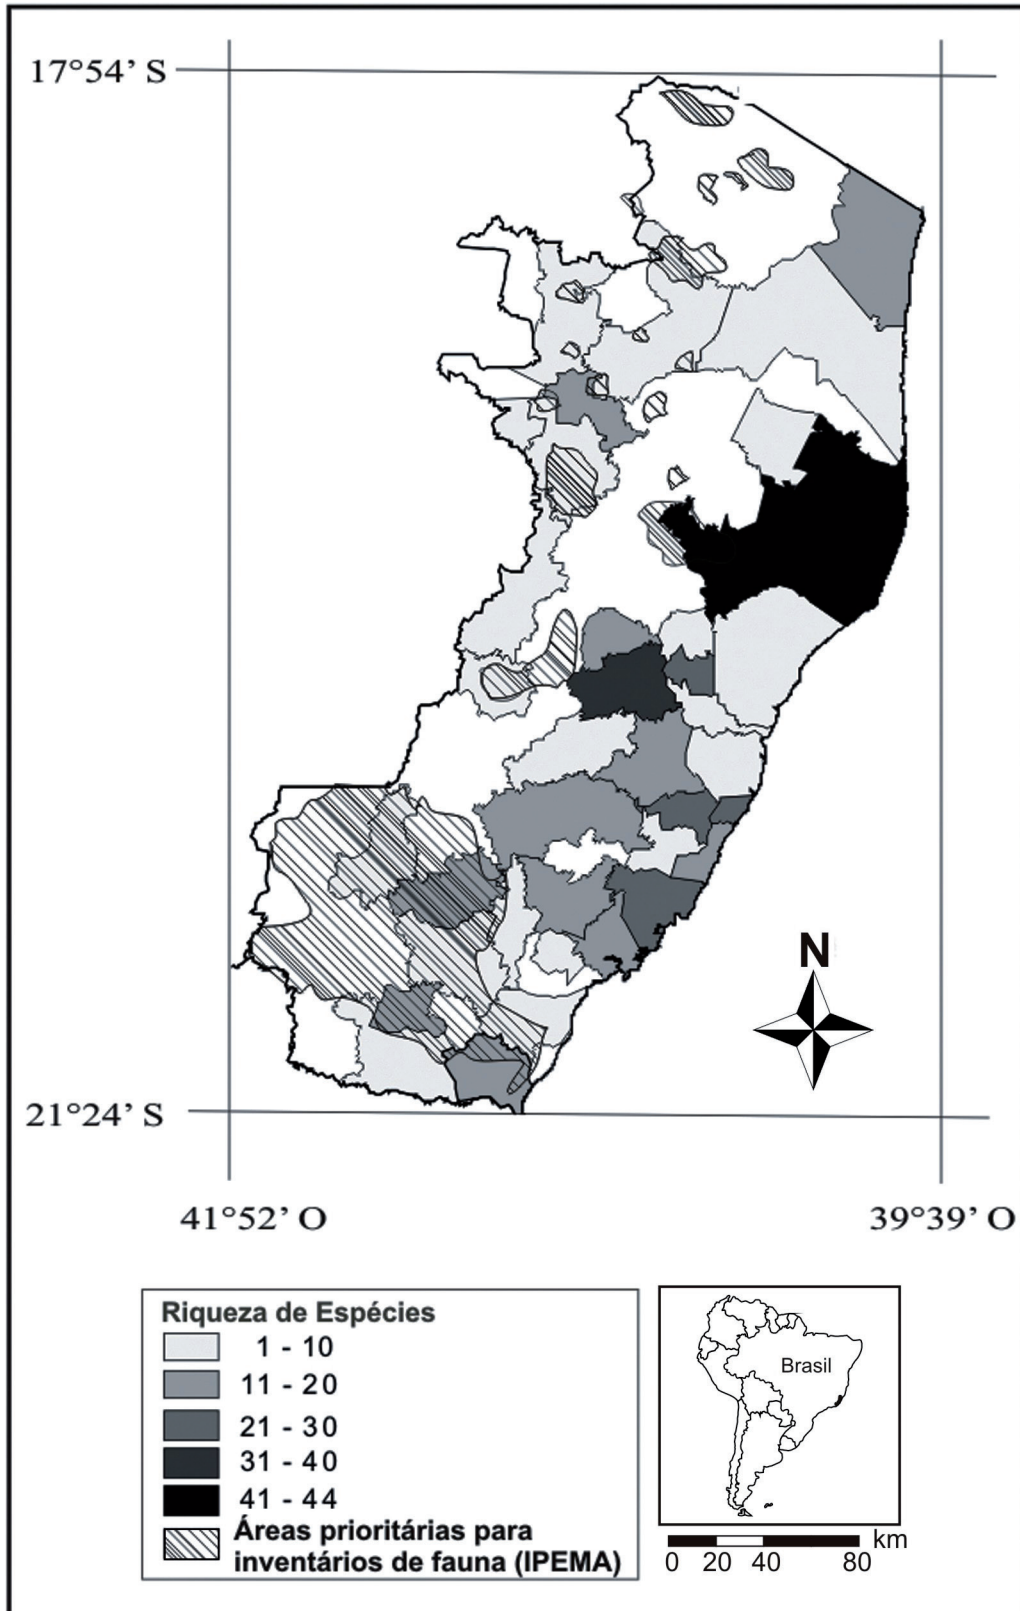 17°54’ S
N
21°24’ S
41°52’ O
39°39’ O
Riqueza de Espécies
1 - 10
11 - 20
21 - 30
31 - 40
41 - 44
Áreas prioritárias para
inventários de fauna (IPEMA)
Brasil
km
0 20 40 80